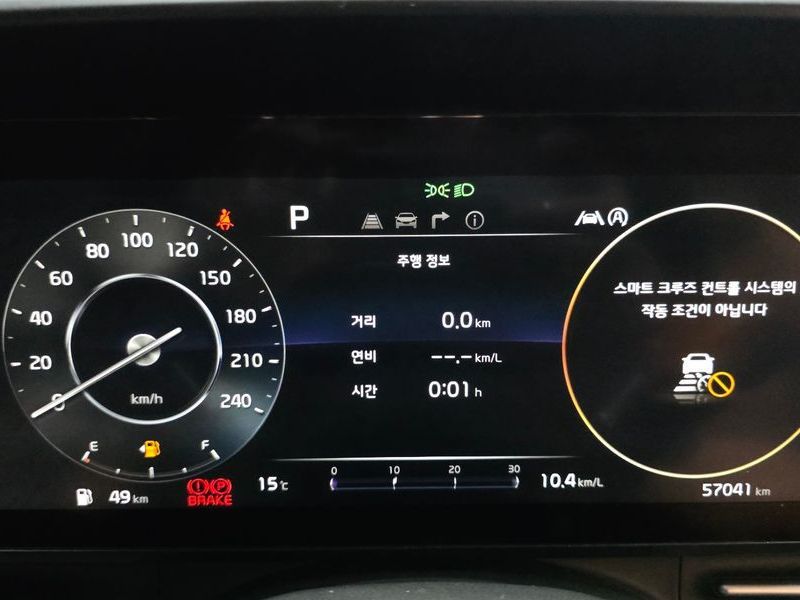 P
주행 정보
거리 0.0 km
연비 --.- km/L
시간 0:01 h
0 10 20 30
15℃
10.4 km/L
0 20 40 60 80 100 120 150 180 210 240
km/h
E F
49 km
BRAKE
P
A
스마트 크루즈 컨트롤 시스템의
작동 조건이 아닙니다
57041 km